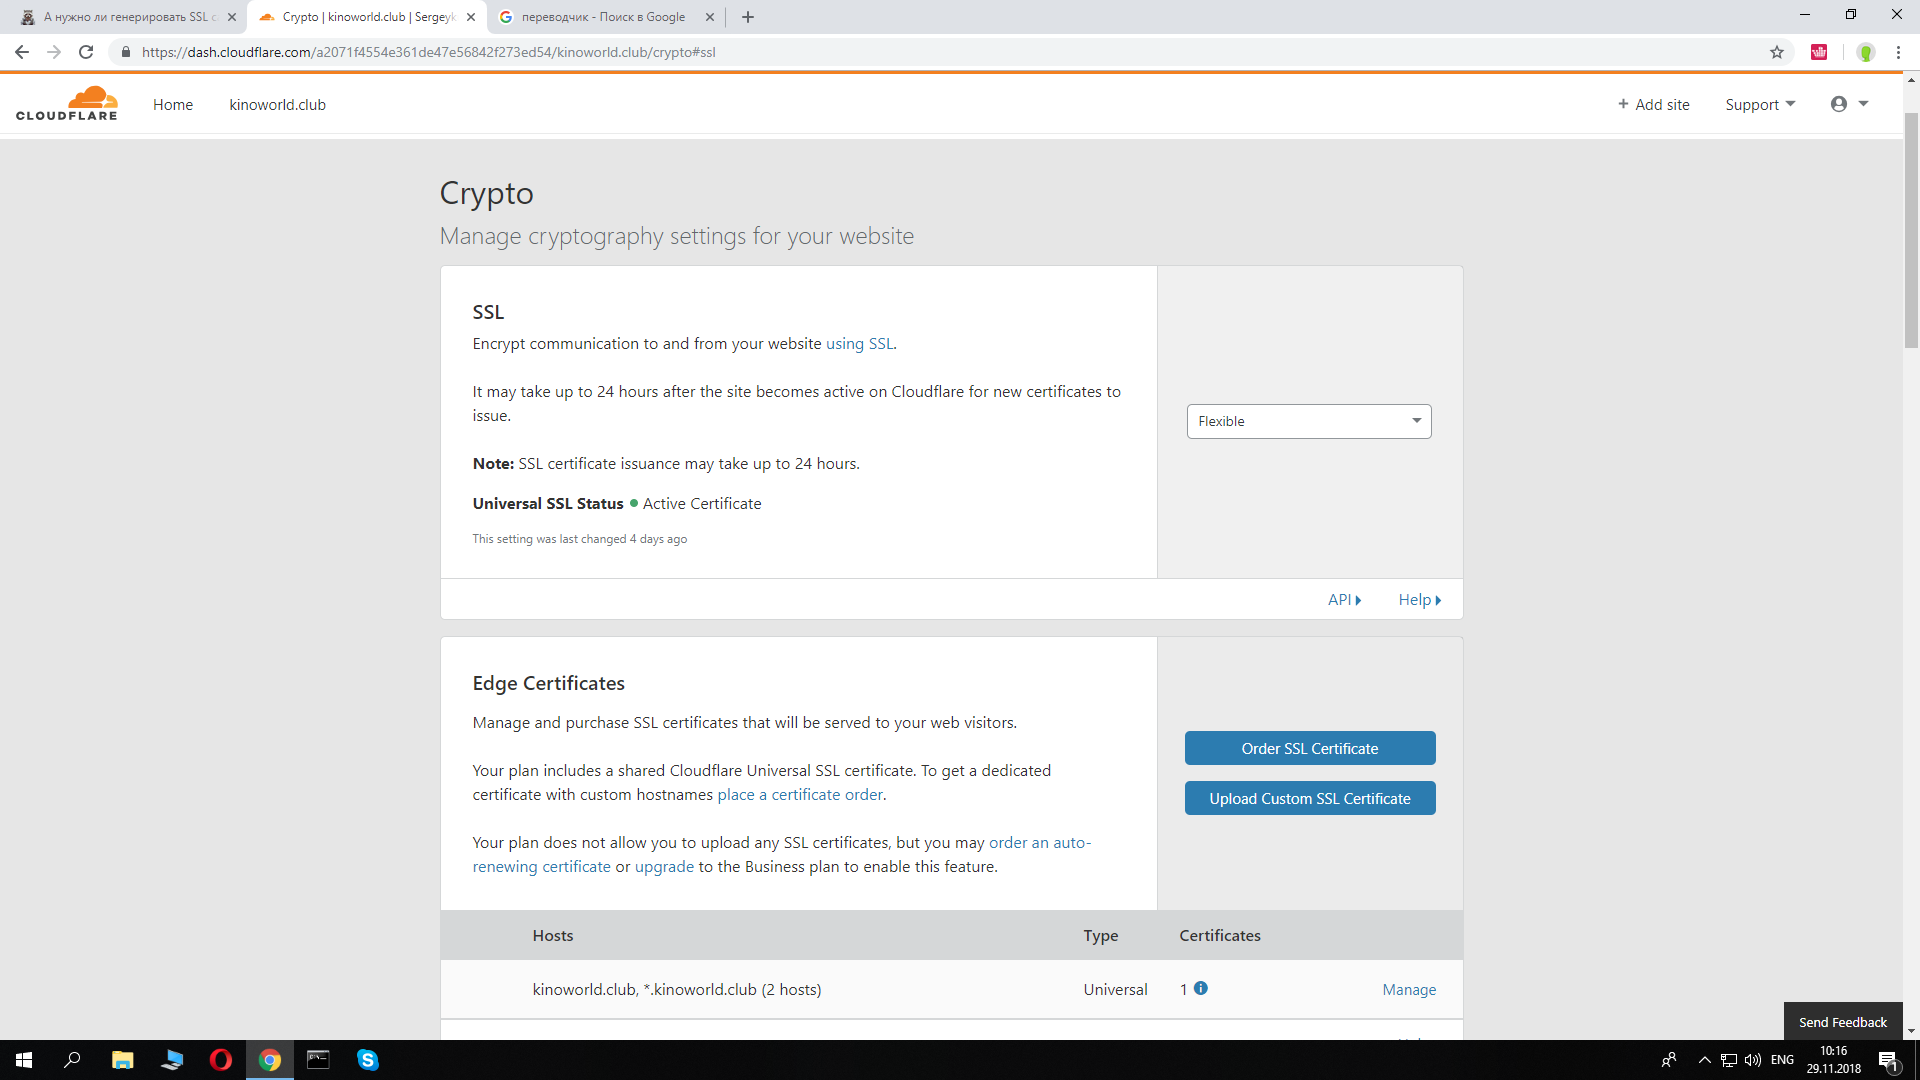 А нужно ли генерировать SSL с
Crypto | kinoworld.club | Sergeyk
переводчик - Поиск в Google
https://dash.cloudflare.com/a2071f4554e361de47e56842f273ed54/kinoworld.club/crypto#ssl
CLOUDFLARE
Home
kinoworld.club
+ Add site
Support
Crypto
Manage cryptography settings for your website
SSL
Encrypt communication to and from your website using SSL.
It may take up to 24 hours after the site becomes active on Cloudflare for new certificates to
issue.
Note: SSL certificate issuance may take up to 24 hours.
Universal SSL Status Active Certificate
This setting was last changed 4 days ago
Flexible
API
Help
Edge Certificates
Manage and purchase SSL certificates that will be served to your web visitors.
Your plan includes a shared Cloudflare Universal SSL certificate. To get a dedicated
certificate with custom hostnames place a certificate order.
Your plan does not allow you to upload any SSL certificates, but you may order an auto-
renewing certificate or upgrade to the Business plan to enable this feature.
Order SSL Certificate
Upload Custom SSL Certificate
Hosts
Type
Certificates
kinoworld.club, *.kinoworld.club (2 hosts)
Universal
1
Manage
Send Feedback
ENG
10:16
29.11.2018
1